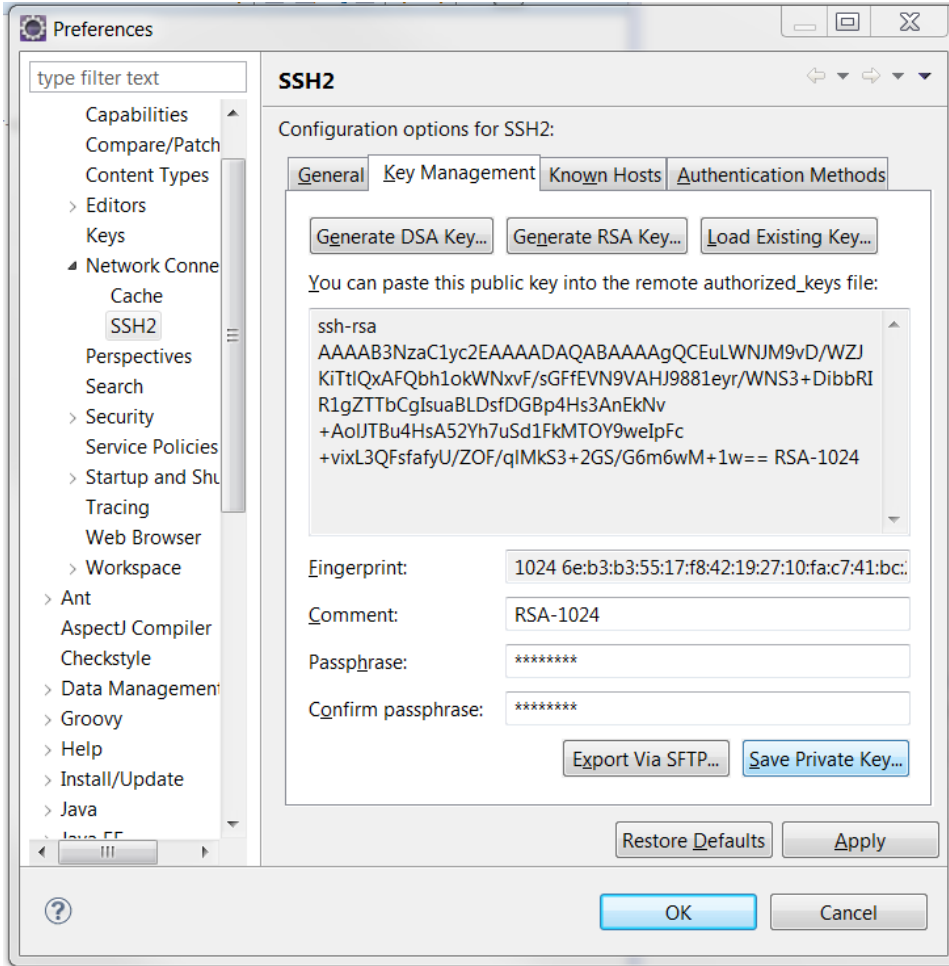 Preferences
type filter text
Capabilities
Compare/Patch
Content Types
Editors
Keys
Network Conne
Cache
SSH2
Perspectives
Search
Security
Service Policies
Startup and Shu
Tracing
Web Browser
Workspace
Ant
AspectJ Compiler
Checkstyle
Data Management
Groovy
Help
Install/Update
Java
Java EE
SSH2
Configuration options for SSH2:
General
Key Management
Known Hosts
Authentication Methods
Generate DSA Key...
Generate RSA Key...
Load Existing Key...
You can paste this public key into the remote authorized_keys file:
ssh-rsa
AAAAB3NzaC1yc2EAAAADAQABAAAAgQCEuLWNJM9vD/WZJ
KiTtlQxAFQbh1okWNxvF/sGFfEVN9VAHJ9881eyr/WNS3+DibbRI
R1gZTTbCgIsuaBLDsfDGBp4Hs3AnEkNv
+AolJTBu4HsA52Yh7uSd1FkMTOY9weIpFc
+vixL3QFsfafyU/ZOF/qIMkS3+2GS/G6m6wM+1w== RSA-1024
Fingerprint:
1024 6e:b3:b3:55:17:f8:42:19:27:10:fa:c7:41:bc:
Comment:
RSA-1024
Passphrase:
********
Confirm passphrase:
********
Export Via SFTP...
Save Private Key...
Restore Defaults
Apply
?
OK
Cancel